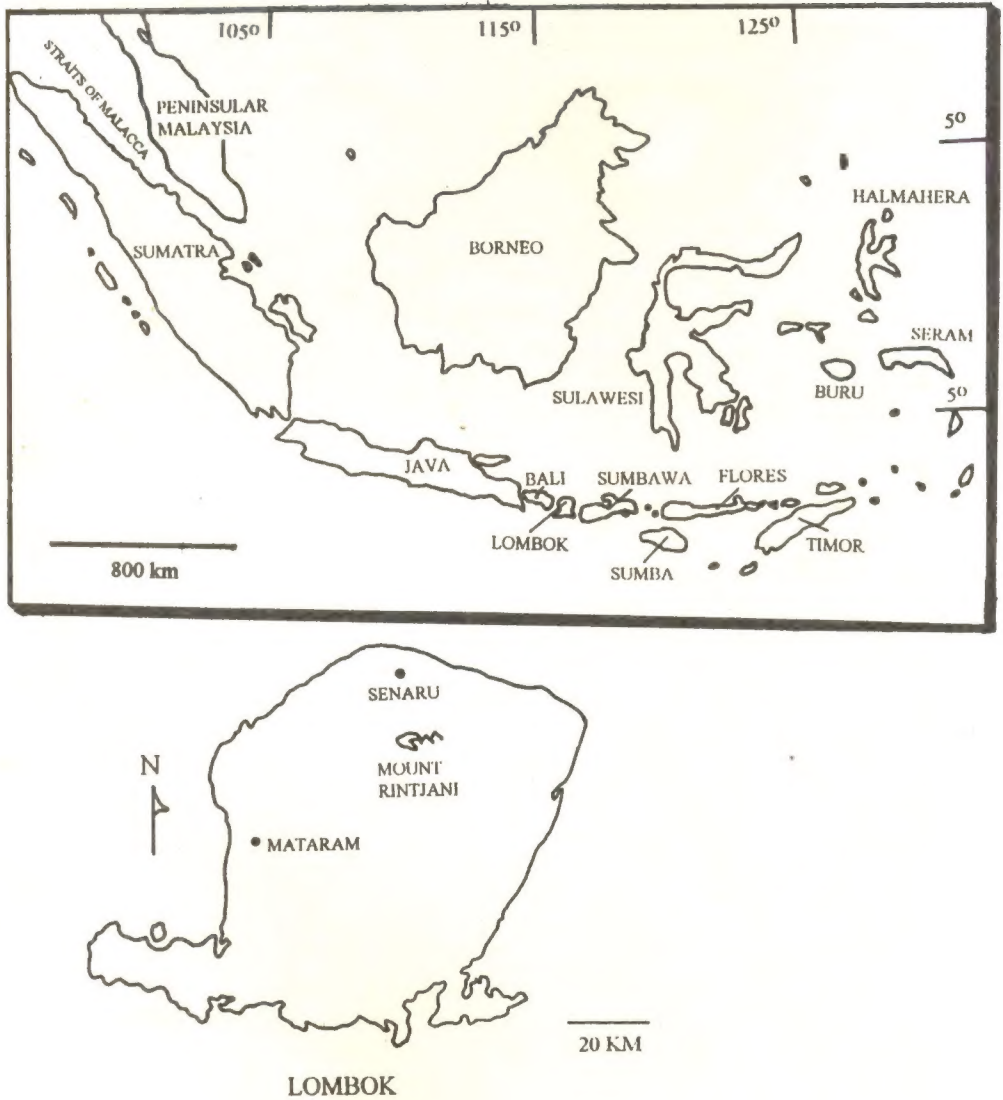 105º 115º 125º
STRAITS OF MALACCA
PENINSULAR
MALAYSIA
5º
HALMAHERA
SUMATRA
BORNEO
SERAM
SULAWESI
BURU
5º
JAVA
BALI
SUMBAWA
FLORES
LOMBOK
TIMOR
800 km
SUMBA
SENARU
N
MOUNT
RINTJANI
MATARAM
20 KM
LOMBOK